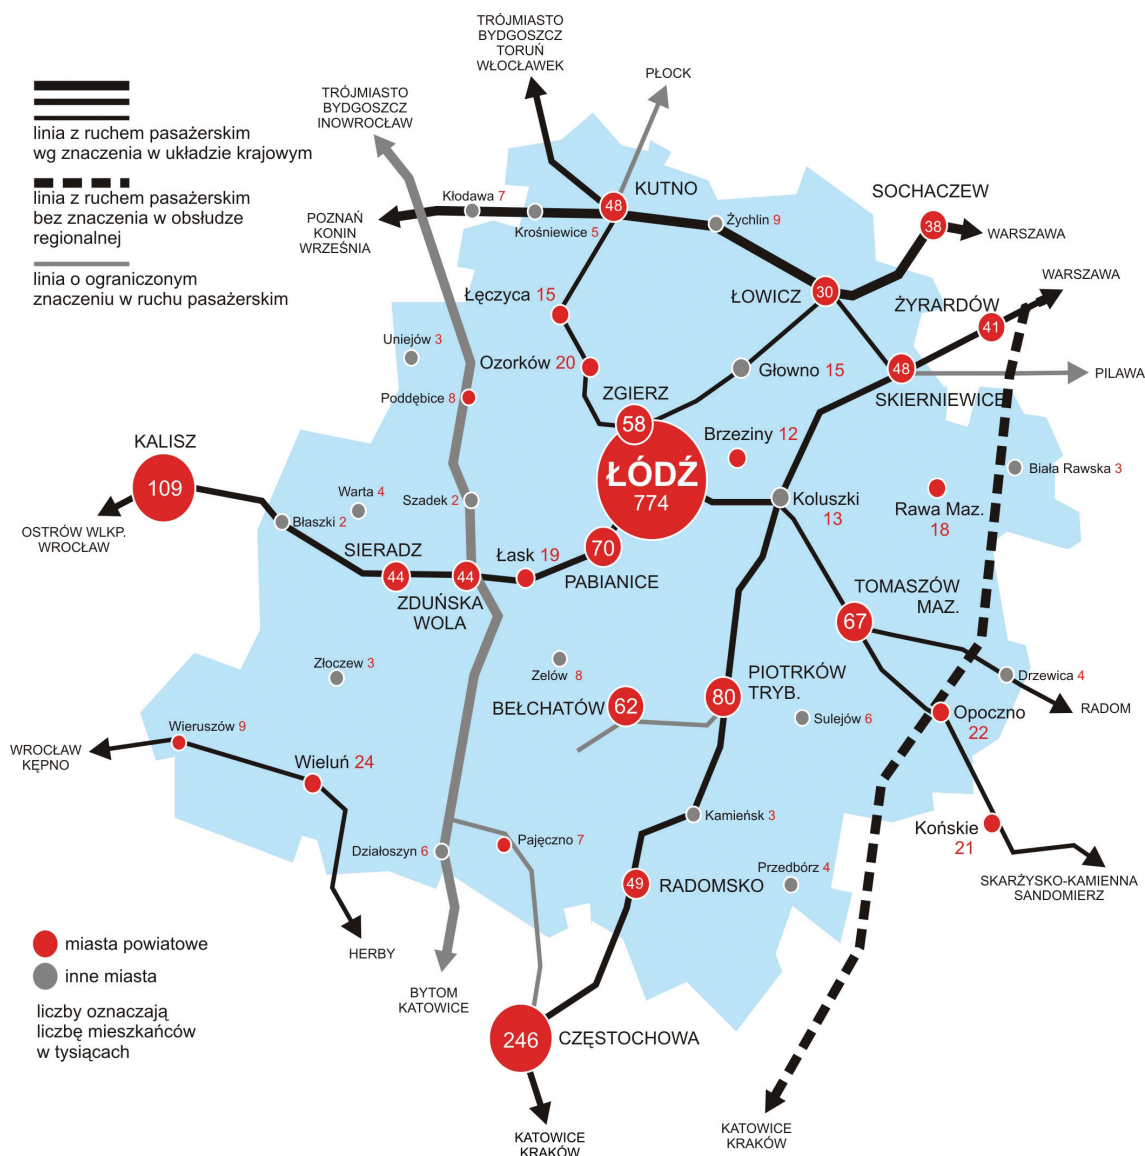 TRÓJMIASTO
BYDGOSZCZ
TORUŃ
WŁOCŁAWEK
PŁOCK
TRÓJMIASTO
BYDGOSZCZ
INOWROCŁAW
linia z ruchem pasażerskim
wg znaczenia w układzie krajowym
linia z ruchem pasażerskim
bez znaczenia w obsłudze
regionalnej
linia o ograniczonym
znaczeniu w ruchu pasażerskim
KUTNO
48
SOCHACZEW
38
WARSZAWA
Kłodawa 7
POZNAŃ
KONIN
WRZEŚNIA
Krośniewice 5
Żychlin 9
WARSZAWA
Łęczyca 15
ŁOWICZ
30
ŻYRARDÓW
41
Uniejów 3
Ozorków 20
Głowno 15
48
SKIERNIEWICE
PILAWA
Poddębice 8
ZGIERZ
58
Brzeziny 12
KALISZ
109
ŁÓDŹ
774
Biała Rawska 3
Warta 4
Szadek 2
Koluszki
13
Rawa Maz.
18
OSTRÓW WLKP.
WROCŁAW
Błaszki 2
SIERADZ
44
44
ZDUŃSKA
WOLA
Łask 19
70
PABIANICE
TOMASZÓW
MAZ.
67
Złoczew 3
Zelów 8
PIOTRKÓW
TRYB.
80
Drzewica 4
BEŁCHATÓW
62
Sulejów 6
Opoczno
22
RADOM
Wieruszów 9
WROCŁAW
KĘPNO
Wieluń 24
Kamieńsk 3
Końskie
21
Działoszyn 6
Pajęczno 7
Przedbórz 4
49
RADOMSKO
SKARŻYSKO-KAMIENNA
SANDOMIERZ
miasta powiatowe
inne miasta
HERBY
liczby oznaczają
liczbę mieszkańców
w tysiącach
BYTOM
KATOWICE
246
CZĘSTOCHOWA
KATOWICE
KRAKÓW
KATOWICE
KRAKÓW